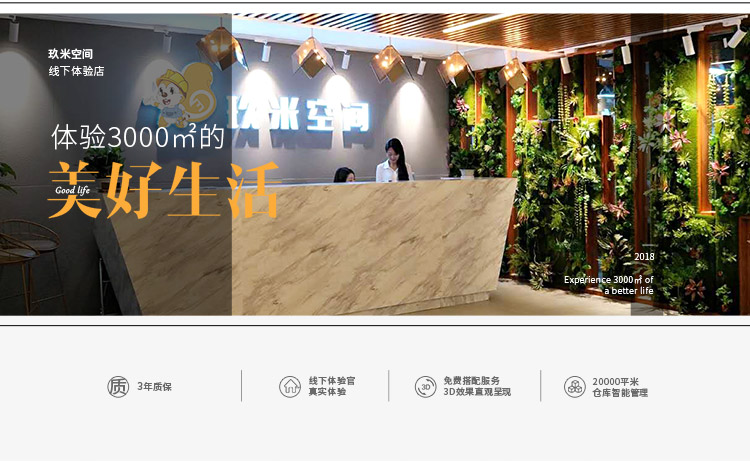 玖米空间
线下体验店
玖米空间
体验3000㎡的
美好生活
Good life
2018
Experience 3000㎡ of
a better life
质
3年质保
线下体验官
真实体验
3D
免费搭配服务
3D效果直观呈现
20000平米
仓库智能管理